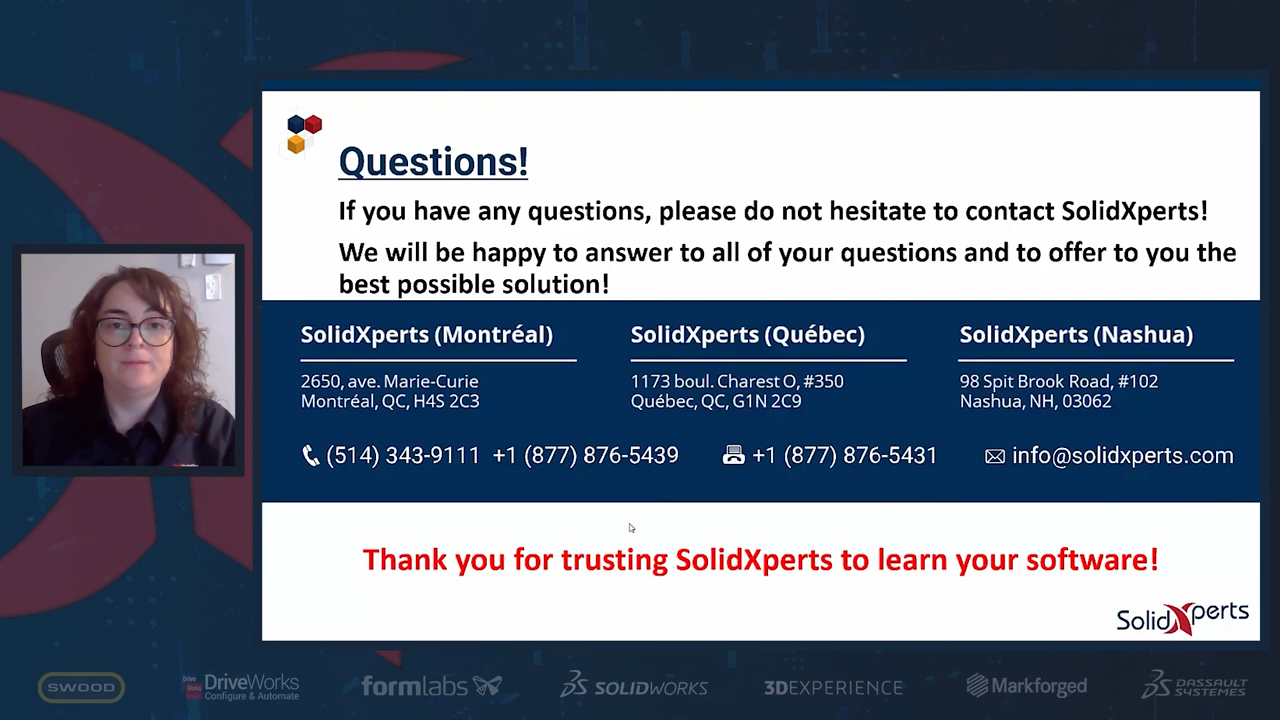 Questions!
If you have any questions, please do not hesitate to contact SolidXperts!
We will be happy to answer to all of your questions and to offer to you the
best possible solution!
SolidXperts (Montréal)
2650, ave. Marie-Curie
Montréal, QC, H4S 2C3
SolidXperts (Québec)
1173 boul. Charest O, #350
Québec, QC, G1N 2C9
SolidXperts (Nashua)
98 Spit Brook Road, #102
Nashua, NH, 03062
(514) 343-9111 +1 (877) 876-5439 +1 (877) 876-5431 info@solidxperts.com
Thank you for trusting SolidXperts to learn your software!
SolidXperts
SWOOD
Drive Works DriveWorks
Configure & Automate
formlabs
SOLIDWORKS
3DEXPERIENCE
Markforged
DASSAULT
SYSTEMES